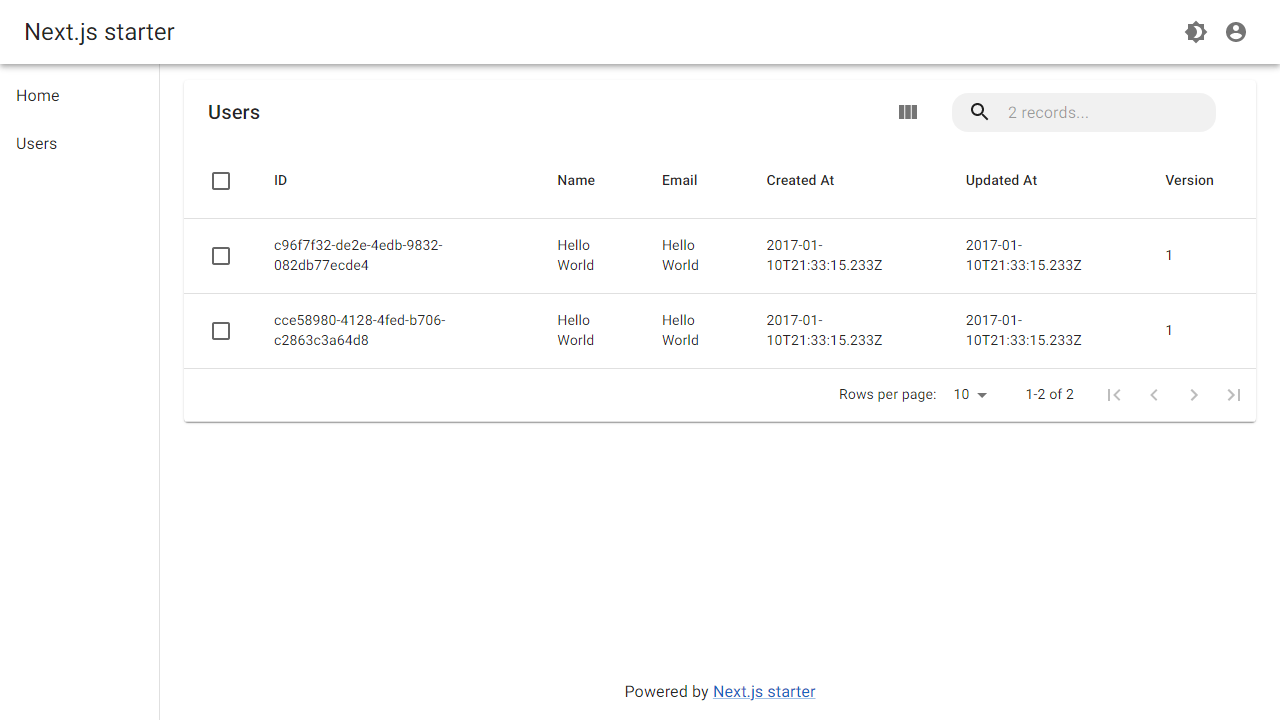 Next.js starter
Home
Users
Users
2 records...
ID Name Email Created At Updated At Version
c96f7f32-de2e-4edb-9832- Hello Hello 2017-01- 2017-01- 1
082db77ecde4 World World 10T21:33:15.233Z 10T21:33:15.233Z
cce58980-4128-4fed-b706- Hello Hello 2017-01- 2017-01- 1
c2863c3a64d8 World World 10T21:33:15.233Z 10T21:33:15.233Z
Rows per page: 10 1-2 of 2
Powered by Next.js starter